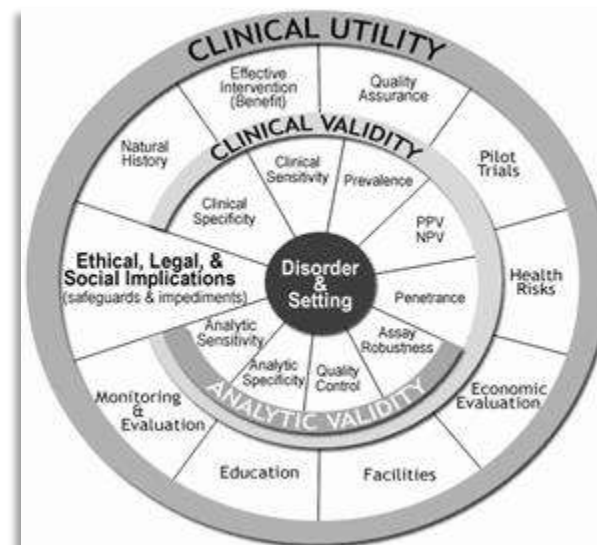 CLINICAL UTILITY
Effective
Intervention
(Benefit)
Quality
Assurance
Pilot
Trials
Health
Risks
Economic
Evaluation
Facilities
Education
Monitoring
&
Evaluation
Ethical, Legal, &
Social Implications
(safeguards & impediments)
Natural
History
CLINICAL VALIDITY
Clinical
Specificity
Clinical
Sensitivity
Prevalence
PPV
NPV
Penetrance
Assay
Robustness
Quality
Control
Analytic
Specificity
Analytic
Sensitivity
ANALYTIC VALIDITY
Disorder
&
Setting